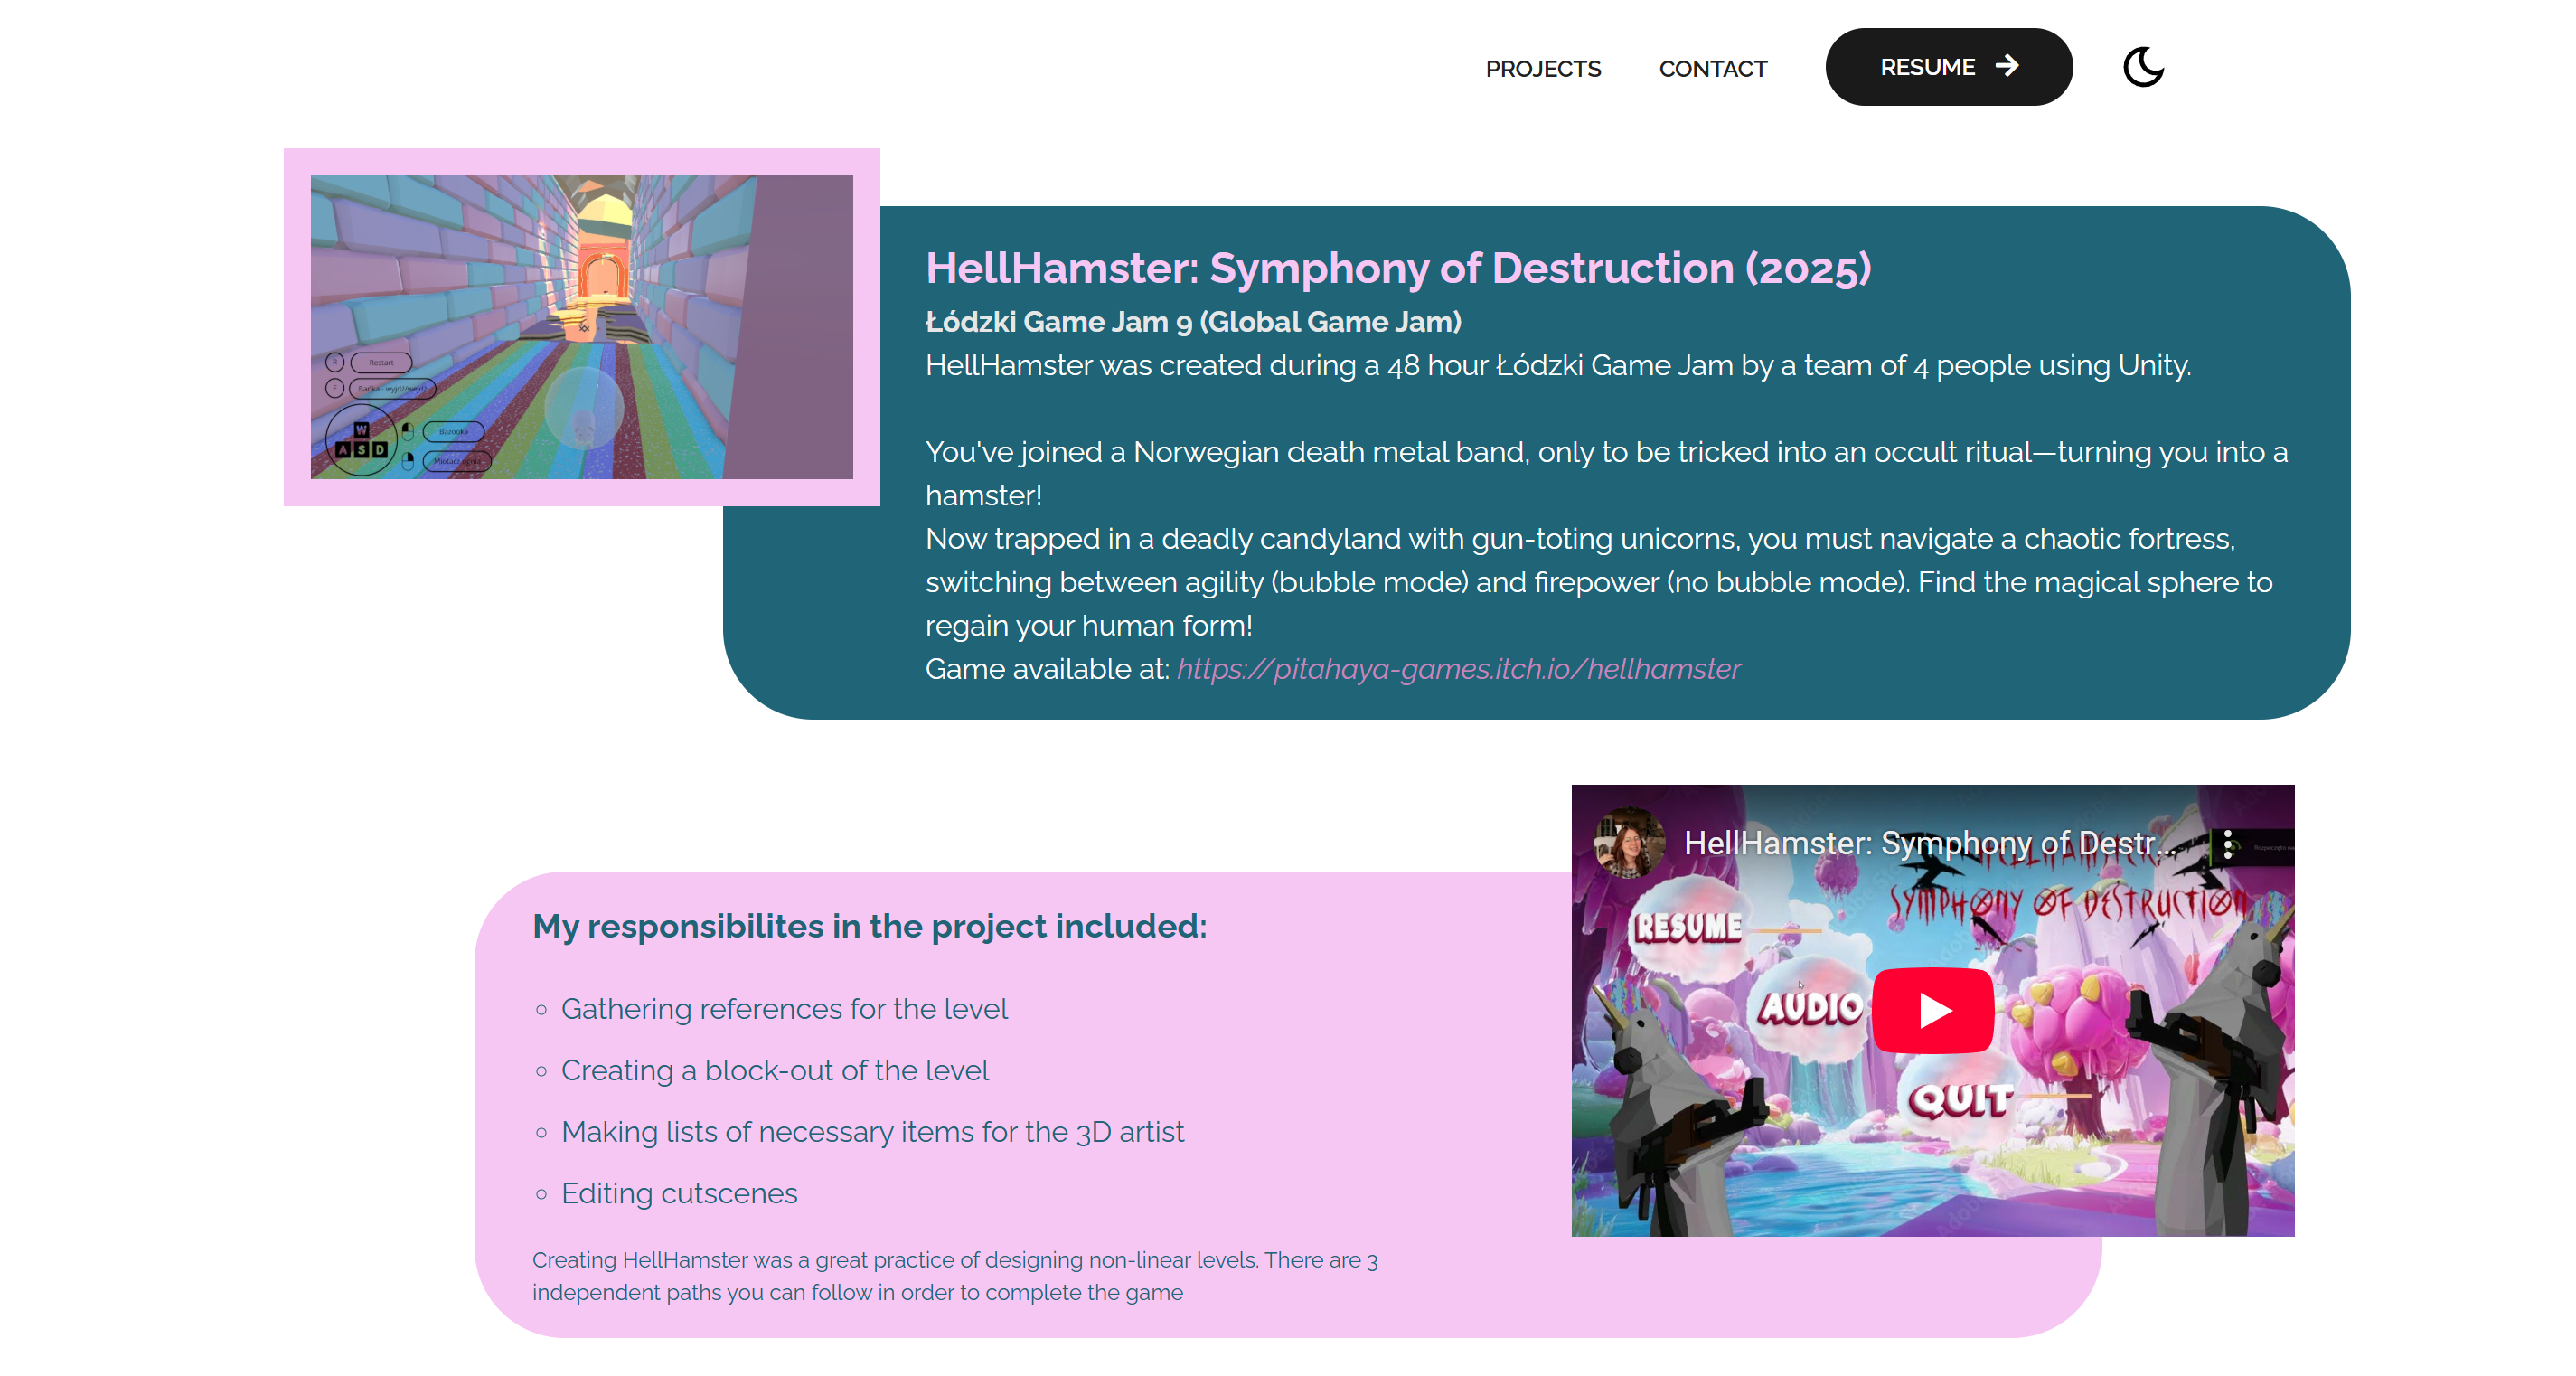 PROJECTS
CONTACT
RESUME
HellHamster: Symphony of Destruction (2025)
Łódzki Game Jam 9 (Global Game Jam)
HellHamster was created during a 48 hour Łódzki Game Jam by a team of 4 people using Unity.
You've joined a Norwegian death metal band, only to be tricked into an occult ritual—turning you into a
hamster!
Now trapped in a deadly candyland with gun-toting unicorns, you must navigate a chaotic fortress,
switching between agility (bubble mode) and firepower (no bubble mode). Find the magical sphere to
regain your human form!
Game available at: https://pitahaya-games.itch.io/hellhamster
R
Restart
F
Bańka - wyjdź/wejdź
W
A S D
Bazooka
Miotacz ognia
HellHamster: Symphony of Destr...
HELLHAMSTER:
SYMPHONY OF DESTRUCTION
RESUME
AUDIO
QUIT
My responsibilites in the project included:
Gathering references for the level
Creating a block-out of the level
Making lists of necessary items for the 3D artist
Editing cutscenes
Creating HellHamster was a great practice of designing non-linear levels. There are 3
independent paths you can follow in order to complete the game